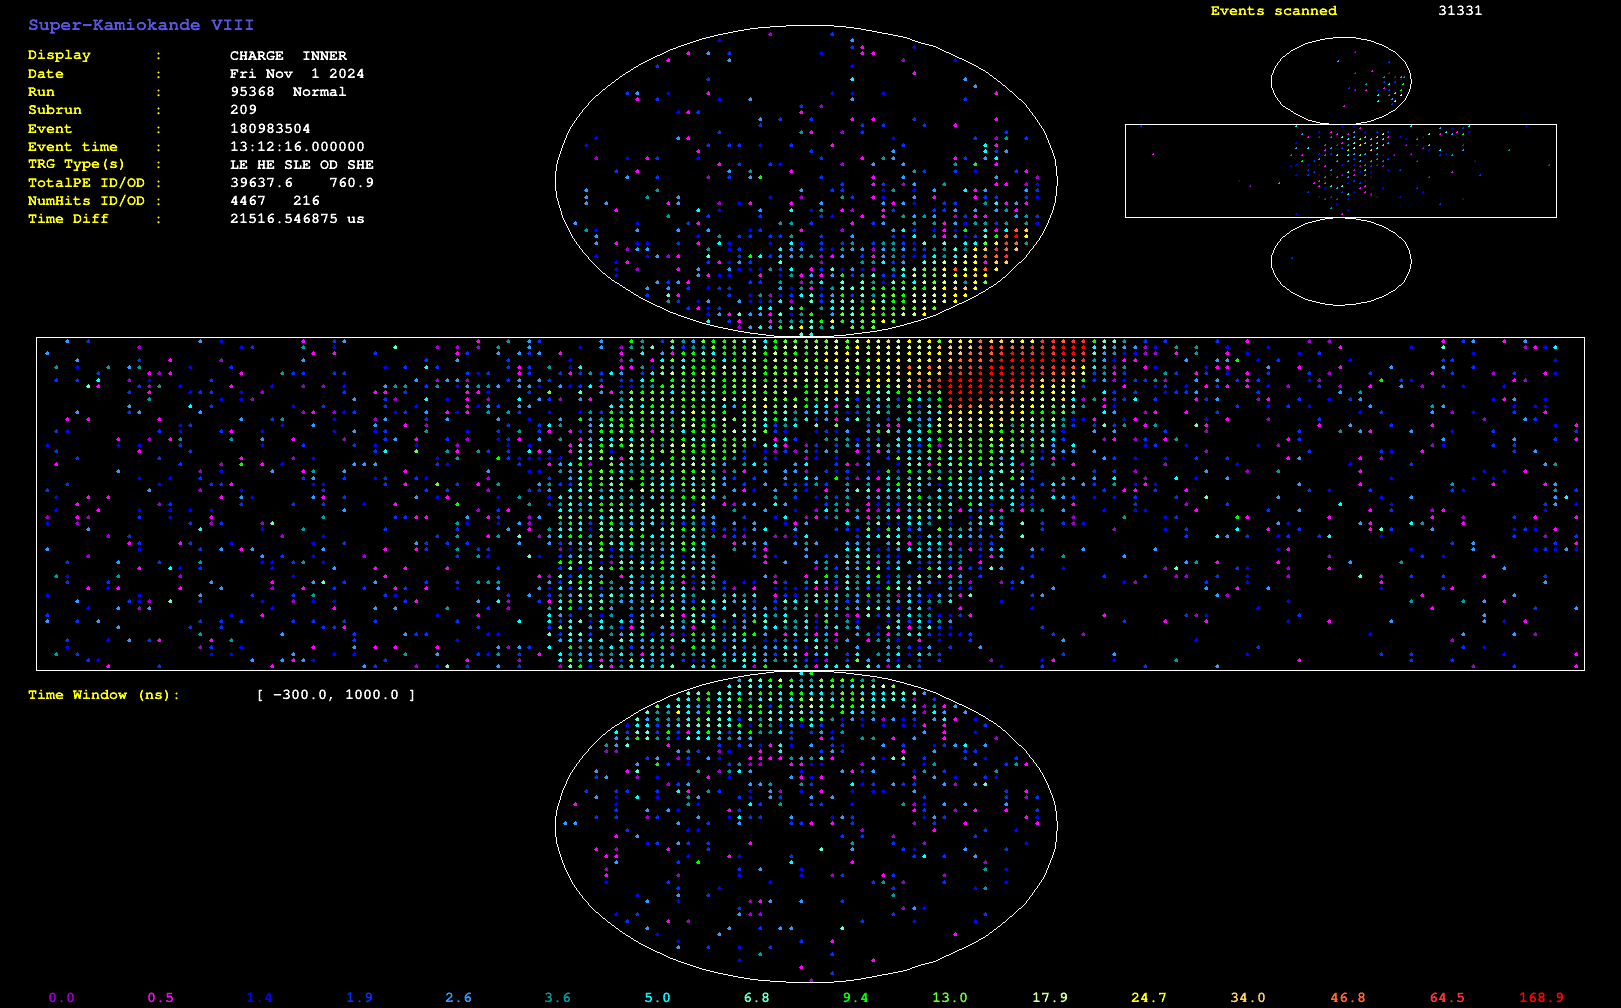 Super-Kamiokande VIII
Events scanned 31331
Display : CHARGE INNER
Date : Fri Nov 1 2024
Run : 95368 Normal
Subrun : 209
Event : 180983504
Event time : 13:12:16.000000
TRG Type(s) : LE HE SLE OD SHE
TotalPE ID/OD : 39637.6 760.9
NumHits ID/OD : 4467 216
Time Diff : 21516.546875 us
Time Window (ns): [ −300.0, 1000.0 ]
0.0 0.5 1.4 1.9 2.6 3.6 5.0 6.8 9.4 13.0 17.9 24.7 34.0 46.8 64.5 168.9